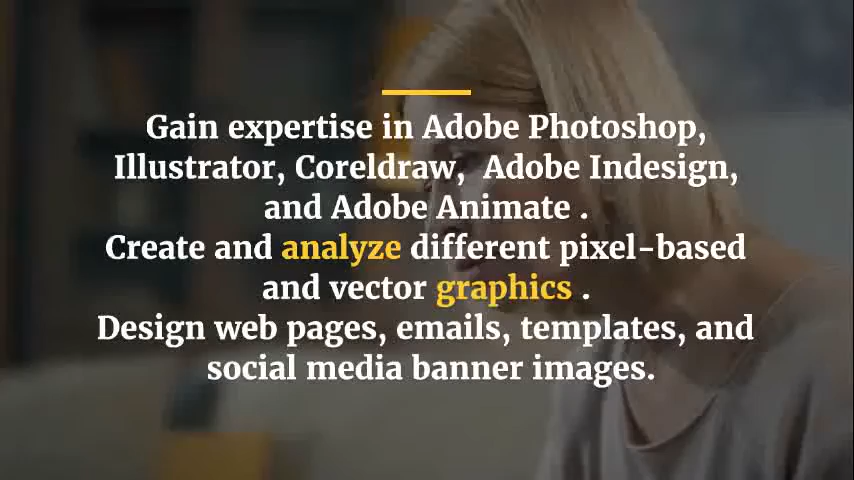 Gain expertise in Adobe Photoshop,
Illustrator, Coreldraw,  Adobe Indesign,
and Adobe Animate .
Create and analyze different pixel-based
and vector graphics .
Design web pages, emails, templates, and
social media banner images.